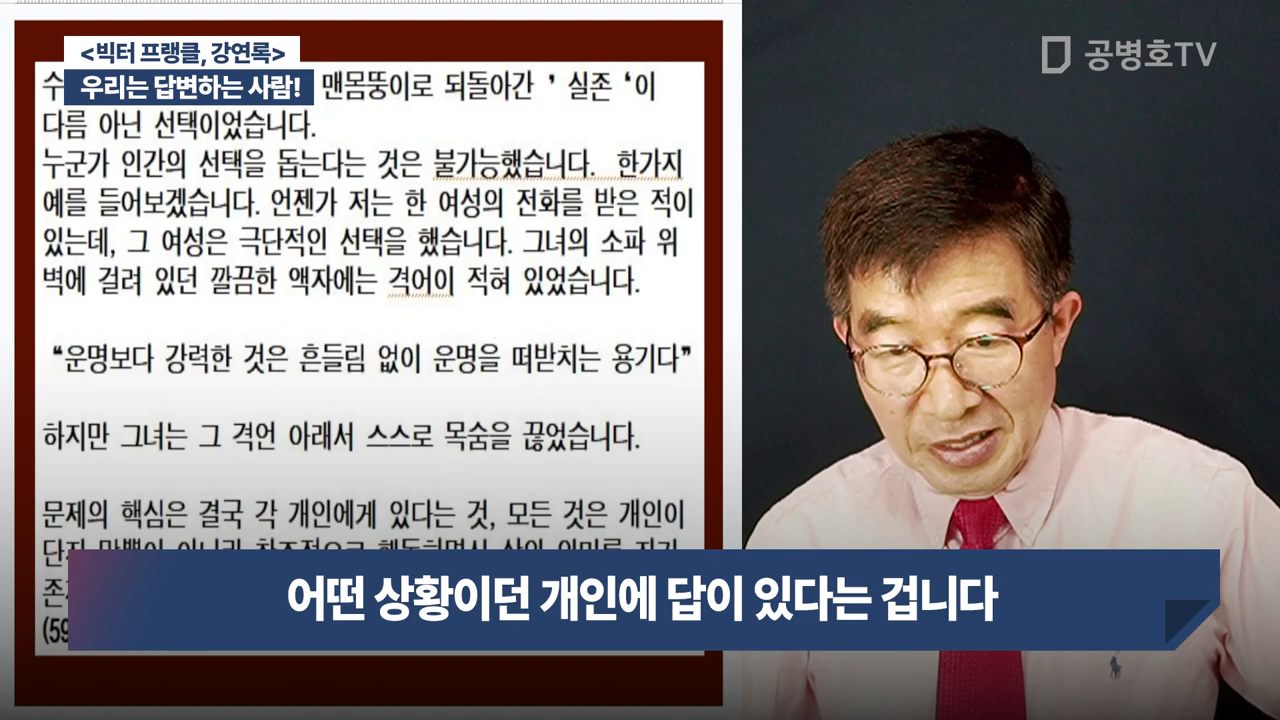 <빅터 프랭클, 강연록>
우리는 답변하는 사람!
공병호TV
수 맨몸뚱이로 되돌아간 ’ 실존 ‘이
다름 아닌 선택이었습니다.
누군가 인간의 선택을 돕는다는 것은 불가능했습니다. 한가지
예를 들어보겠습니다. 언젠가 저는 한 여성의 전화를 받은 적이
있는데, 그 여성은 극단적인 선택을 했습니다. 그녀의 소파 위
벽에 걸려 있던 깔끔한 액자에는 격어이 적혀 있었습니다.
“운명보다 강력한 것은 흔들림 없이 운명을 떠받치는 용기다”
하지만 그녀는 그 격언 아래서 스스로 목숨을 끊었습니다.
문제의 핵심은 결국 각 개인에게 있다는 것, 모든 것은 개인이
(59
어떤 상황이던 개인에 답이 있다는 겁니다